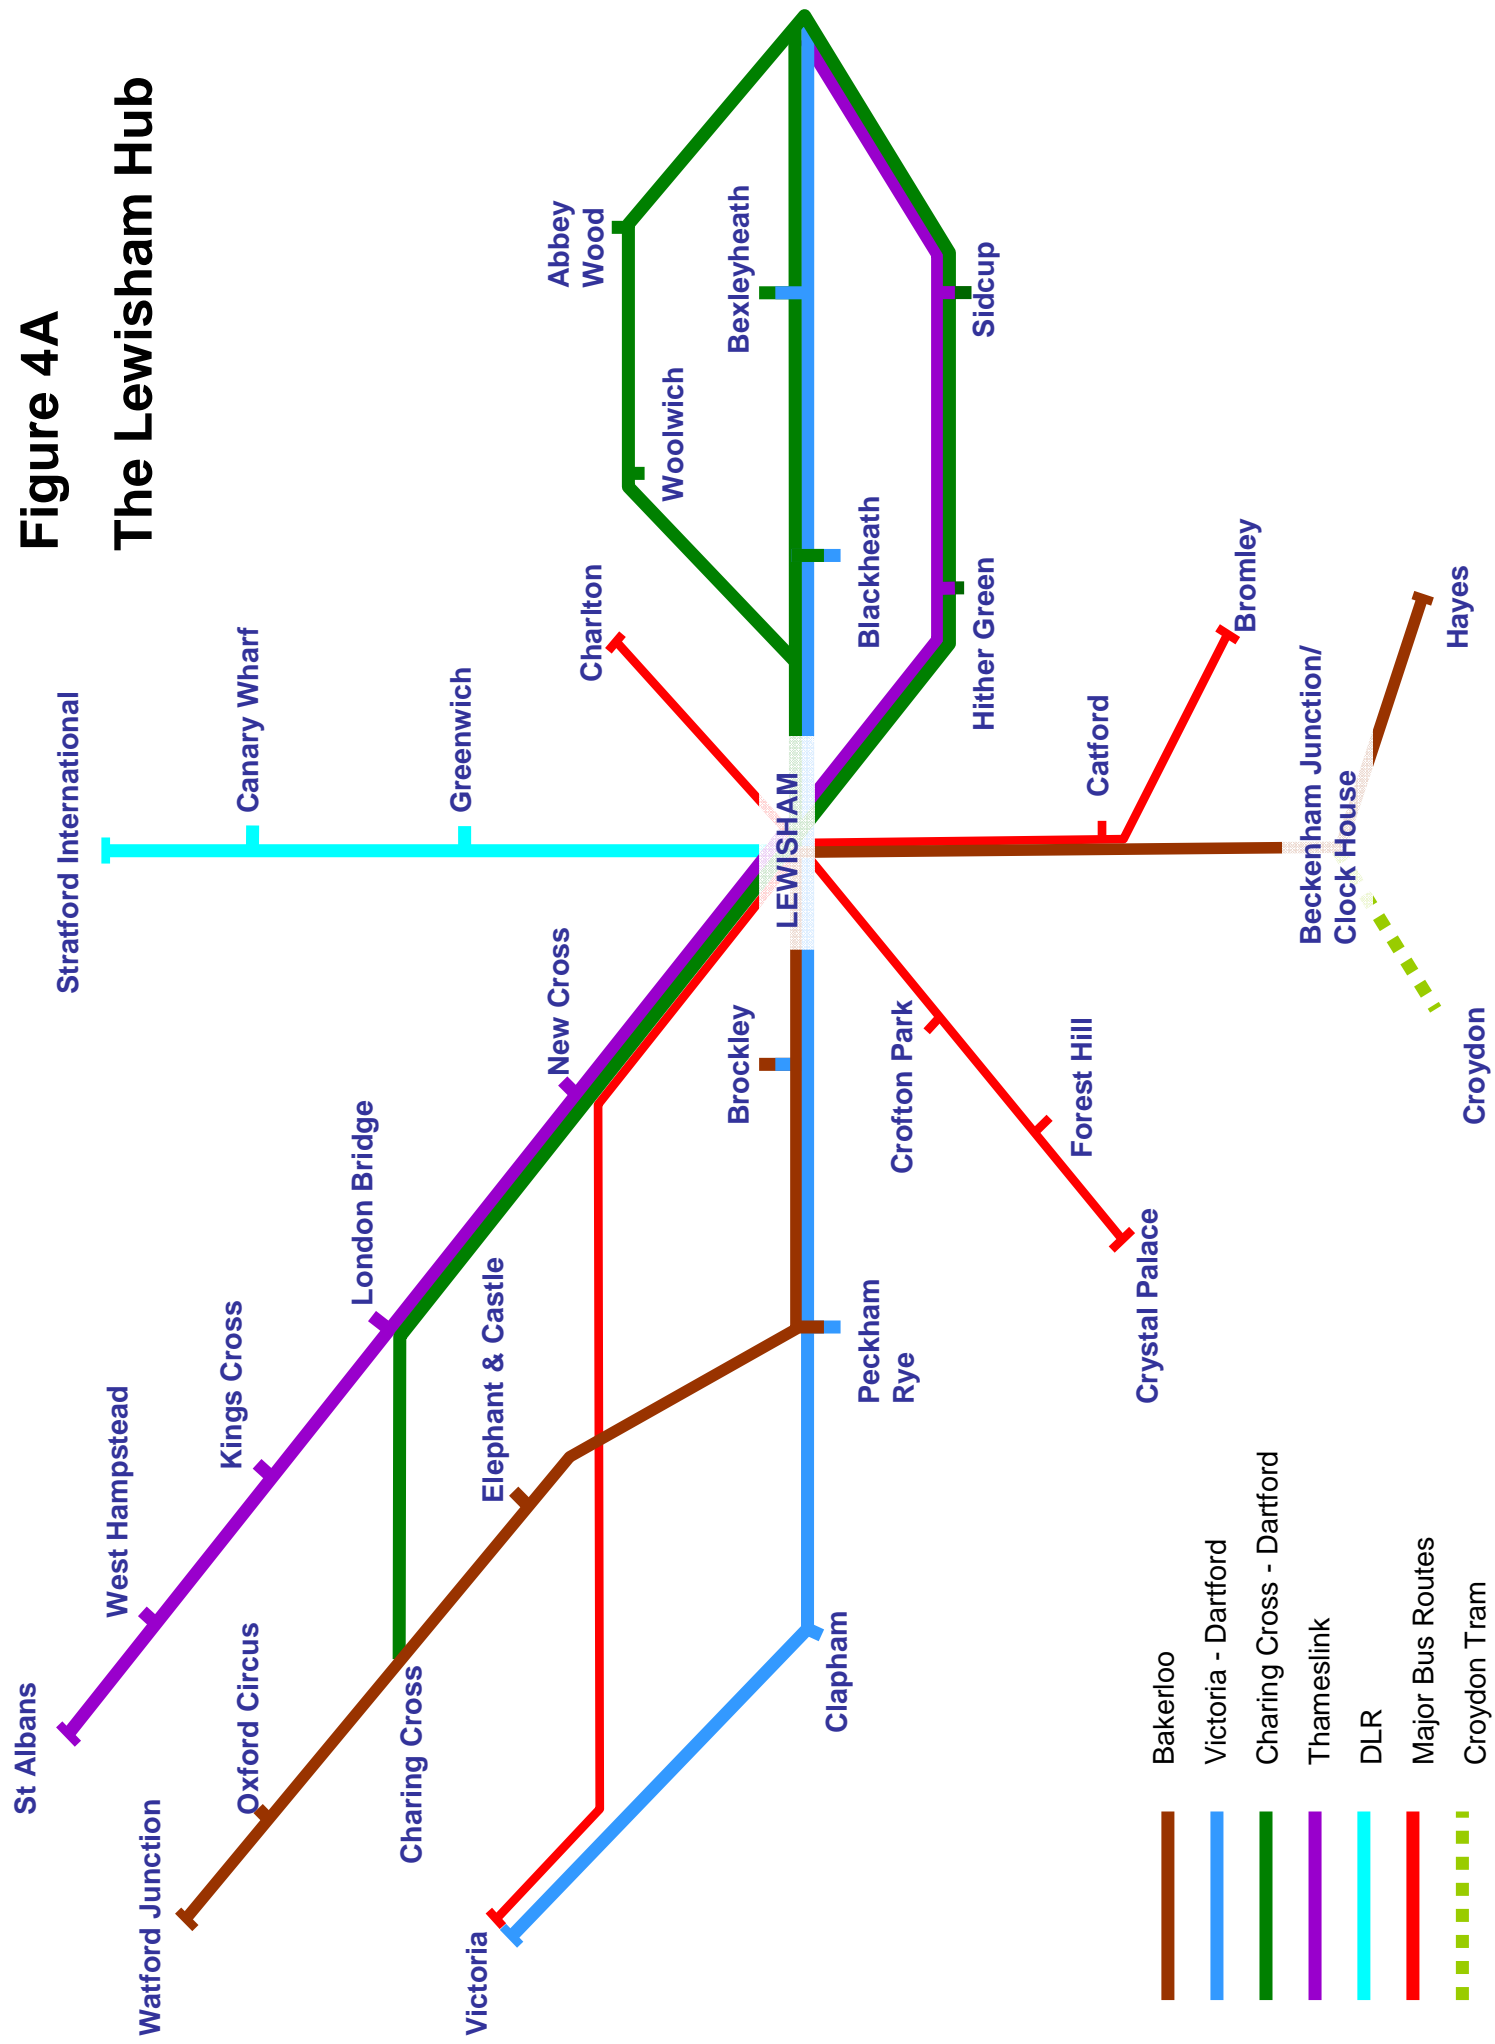 Figure 4A
The Lewisham Hub
St Albans
West Hampstead
Kings Cross
London Bridge
New Cross
Stratford International
Canary Wharf
Greenwich
Charlton
Abbey
Wood
Woolwich
Bexleyheath
Watford Junction
Oxford Circus
Charing Cross
Elephant & Castle
Victoria
Clapham
Peckham
Rye
Brockley
LEWISHAM
Blackheath
Hither Green
Sidcup
Crofton Park
Forest Hill
Crystal Palace
Catford
Bromley
Beckenham Junction/
Clock House
Hayes
Croydon
Bakerloo
Victoria - Dartford
Charing Cross - Dartford
Thameslink
DLR
Major Bus Routes
Croydon Tram